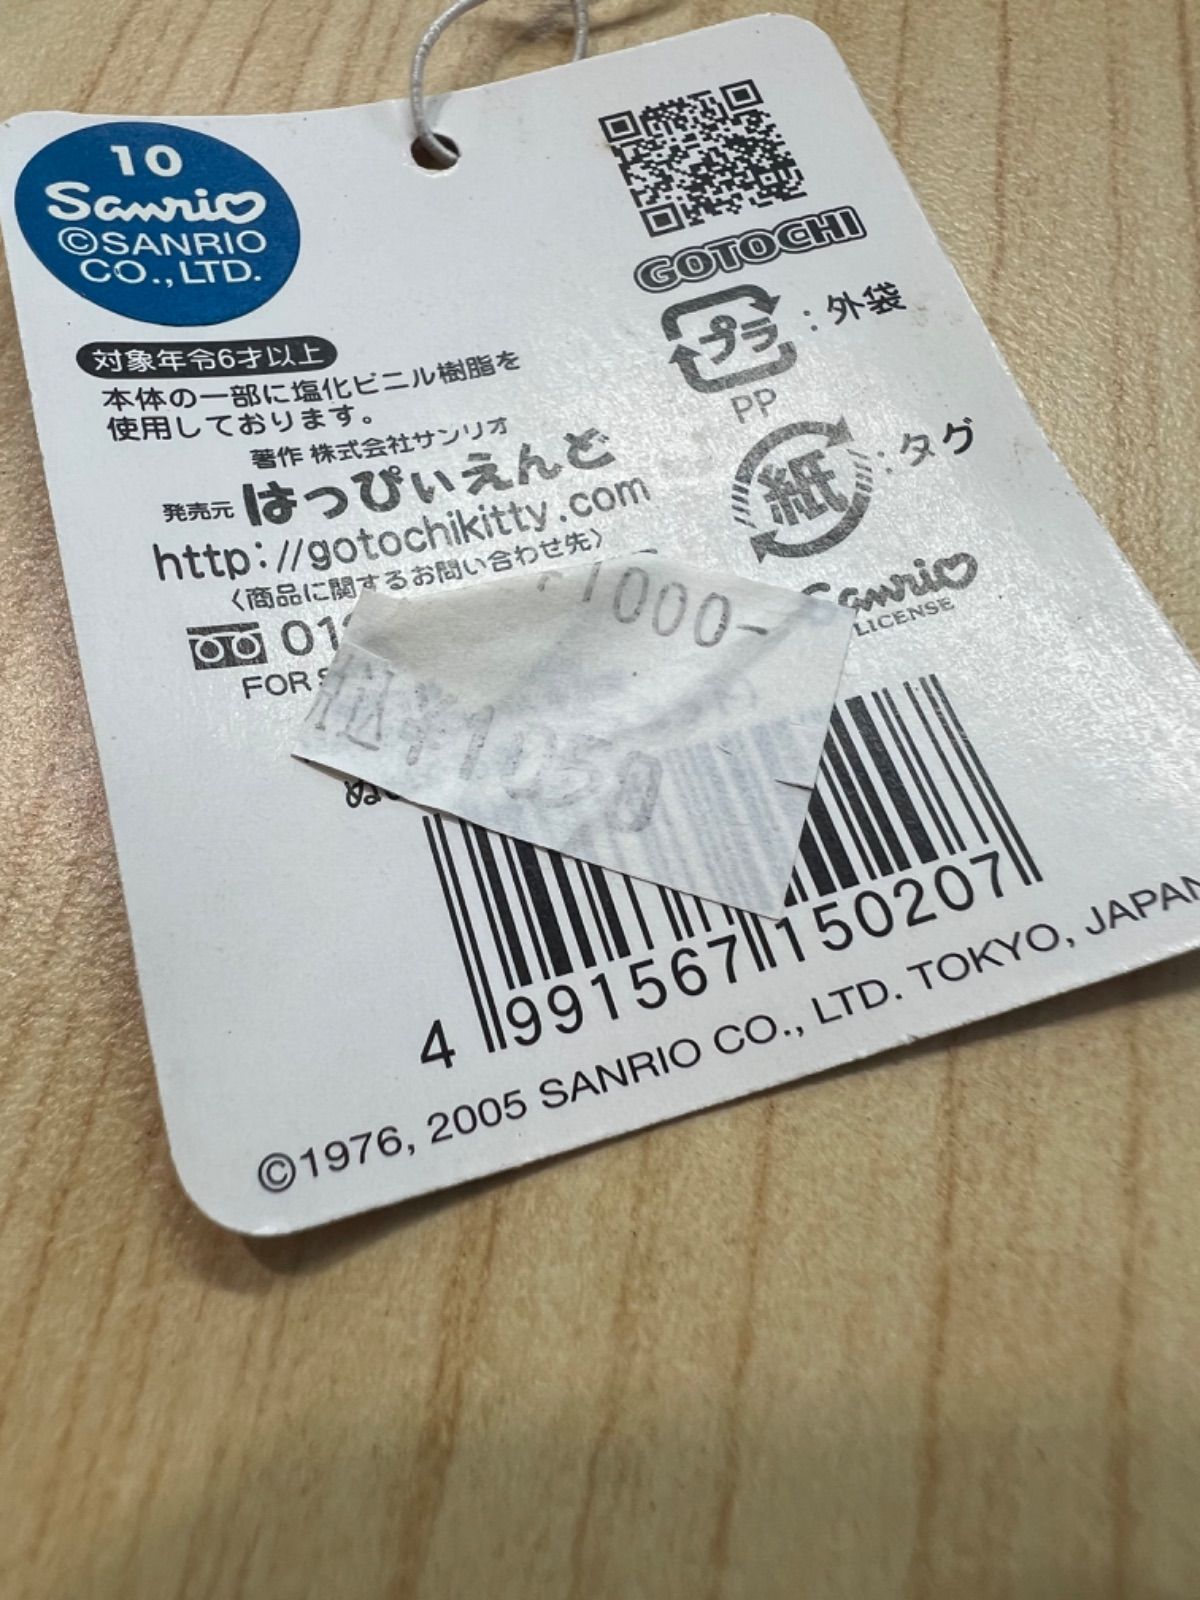 10
Sanrio
©SANRIO
CO.,LTD.
GOTOCHI
プラ
:外袋
PP
紙
:タグ
対象年令6才以上
本体の一部に塩化ビニル樹脂を
使用しております。
著作 株式会社サンリオ
発売元 はっぴぃえんど
http://gotochikitty.com
〈商品に関するお問い合わせ先〉
FOR
Sanrio
LICENSE
1000-
込¥1050
4 991567 150207
©1976, 2005 SANRIO CO., LTD. TOKYO, JAPAN